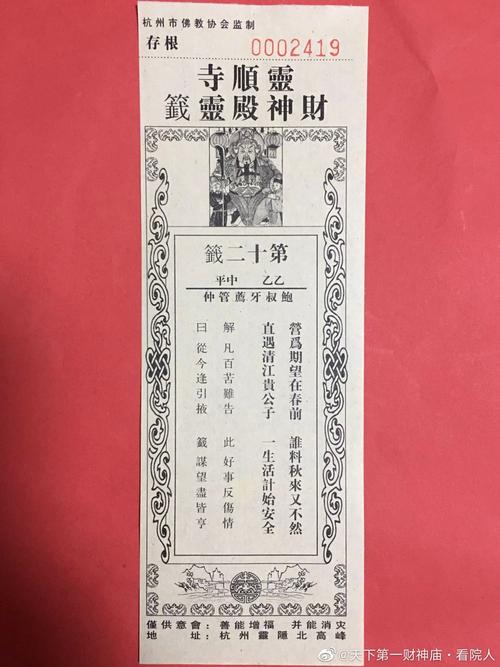 杭州市佛教协会监制
存根
0002419
靈順寺
財神殿靈籤
第十二籤
乙乙 中平
鮑叔牙薦管仲
營爲期望在春前 誰料秋來又不然
直遇清江貴公子 一生活計始安全
解 凡百苦難告 此 好事反傷情
曰 從今逢引掖 籤 謀望盡皆亨
僅供意會：善能增福 并能消灾
地址：杭州靈隱北高峰
@天下第一财神庙·看院人